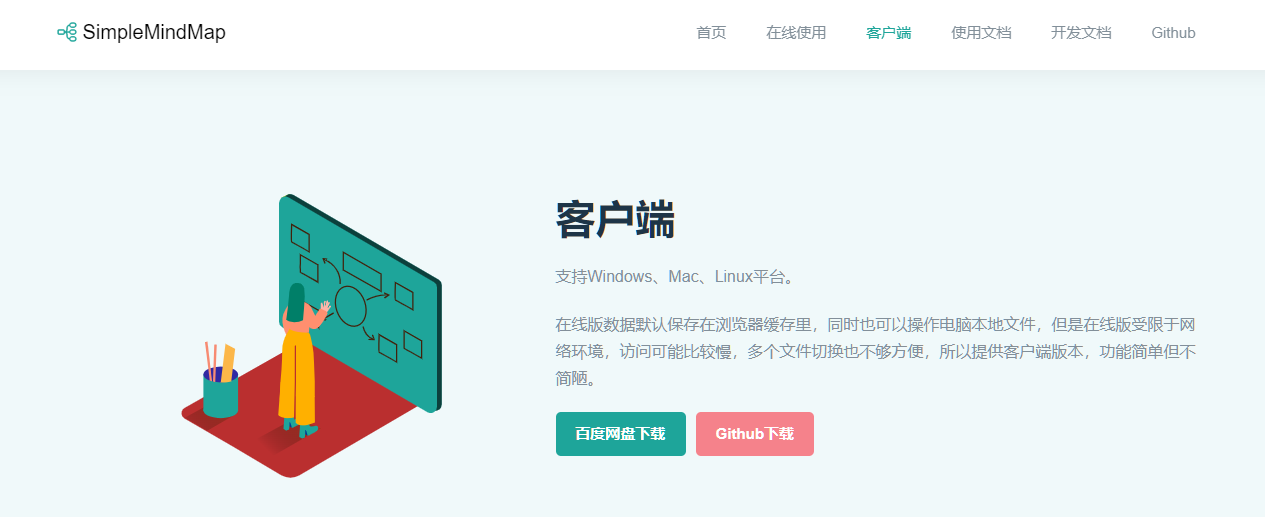 SimpleMindMap
首页 在线使用 客户端 使用文档 开发文档 Github
客户端
支持Windows、Mac、Linux平台。
在线版数据默认保存在浏览器缓存里，同时也可以操作电脑本地文件，但是在线版受限于网
络环境，访问可能比较慢，多个文件切换也不够方便，所以提供客户端版本，功能简单但不
简陋。
百度网盘下载 Github下载